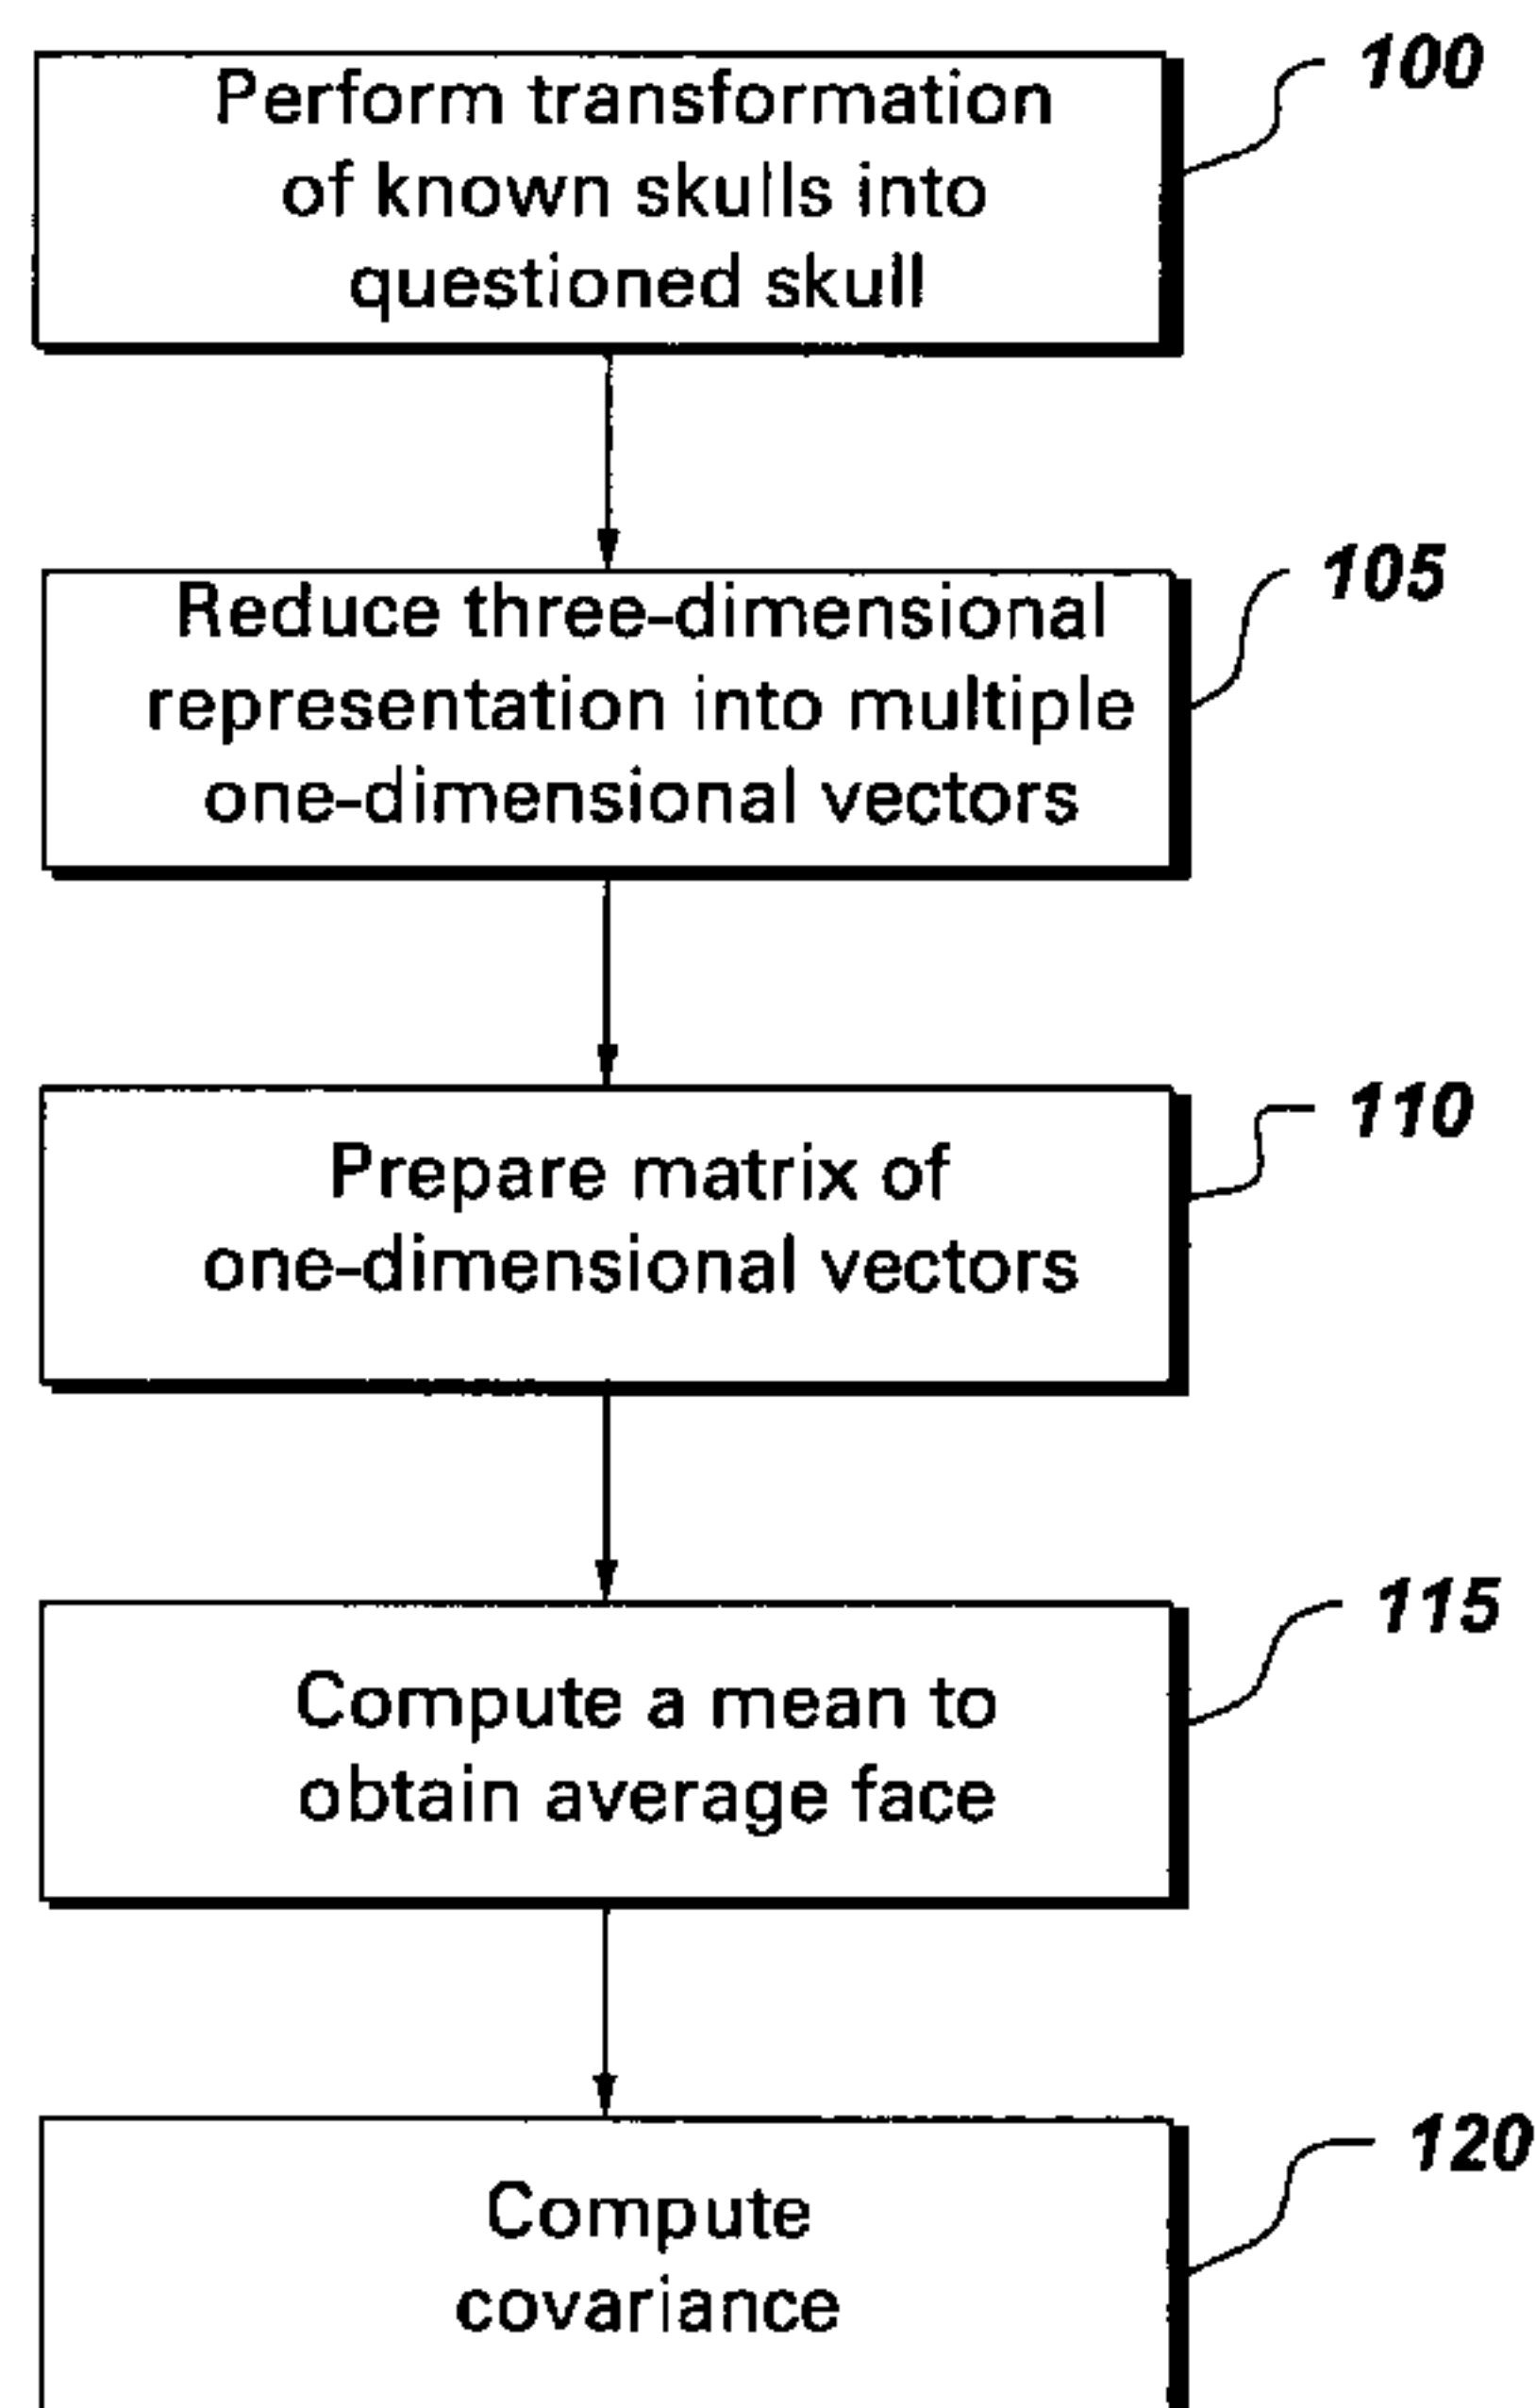 Perform transformation
of known skulls into
questioned skull
100
Reduce three-dimensional
representation into multiple
one-dimensional vectors
105
Prepare matrix of
one-dimensional vectors
110
Compute a mean to
obtain average face
115
Compute
covariance
120